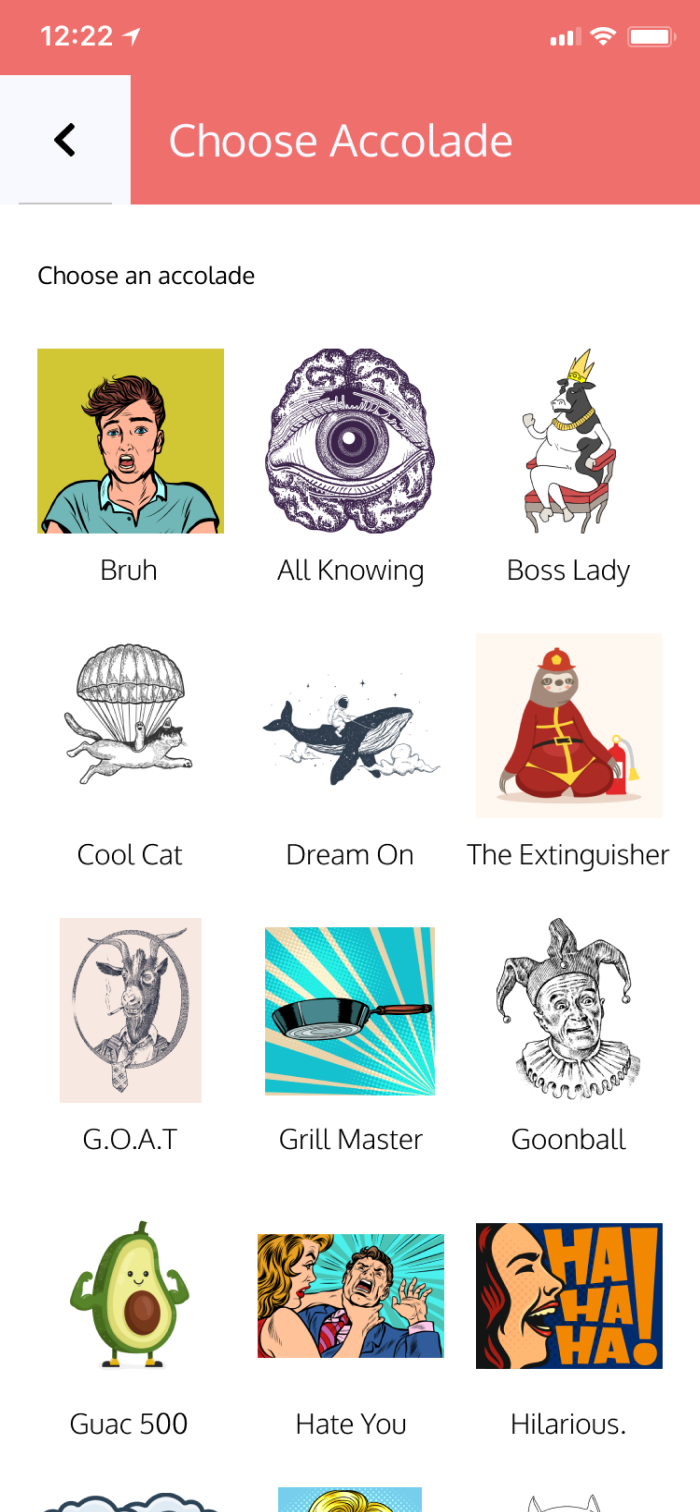 12:22
Choose Accolade
Choose an accolade
Bruh
All Knowing
Boss Lady
Cool Cat
Dream On
The Extinguisher
G.O.A.T
Grill Master
Goonball
HA
HA
HA!
Guac 500
Hate You
Hilarious.